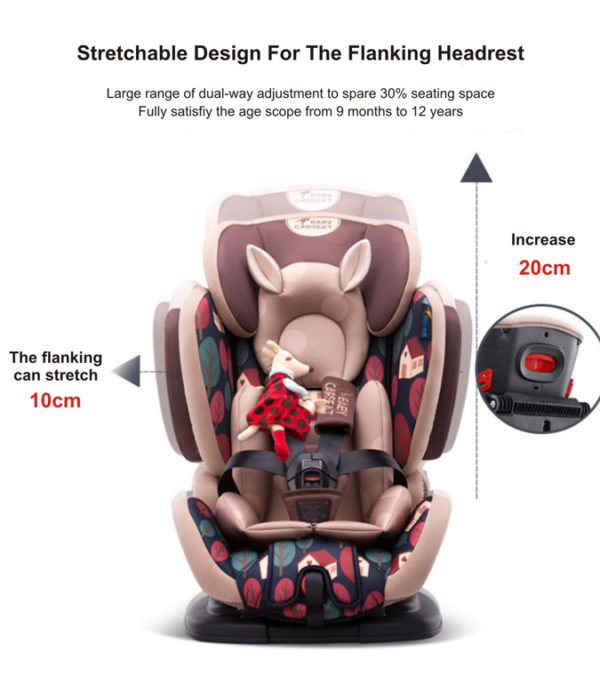 Stretchable Design For The Flanking Headrest
Large range of dual-way adjustment to spare 30% seating space
Fully satisfiy the age scope from 9 months to 12 years
BABY
CARSEAT
Increase
20cm
The flanking
can stretch
10cm
BABY
CARSEAT